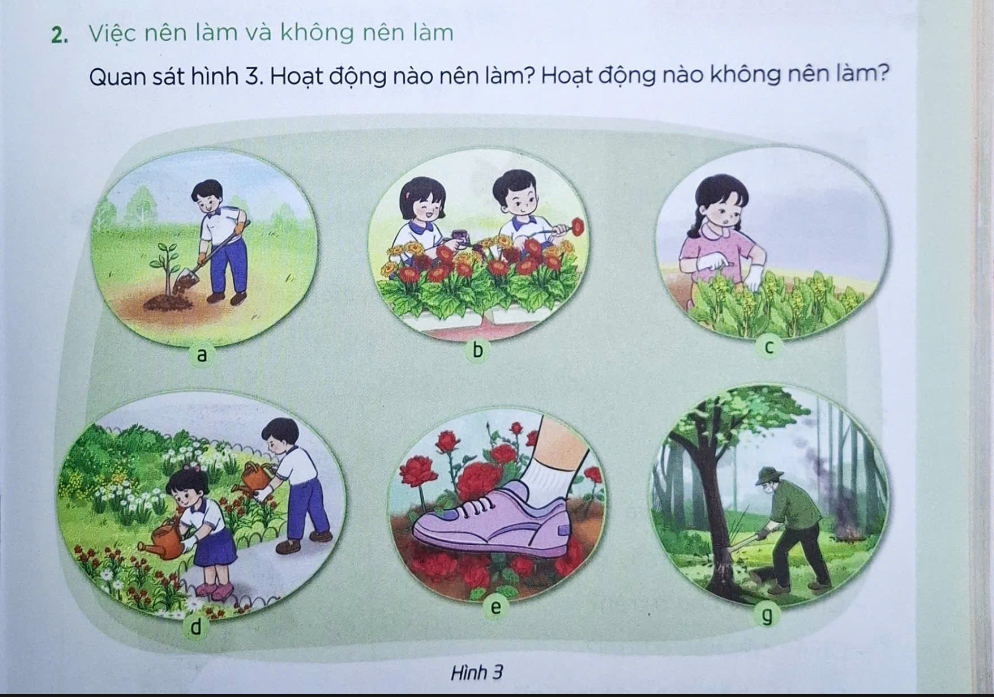 2. Việc nên làm và không nên làm
Quan sát hình 3. Hoạt động nào nên làm? Hoạt động nào không nên làm?
a
b
c
d
e
g
Hình 3